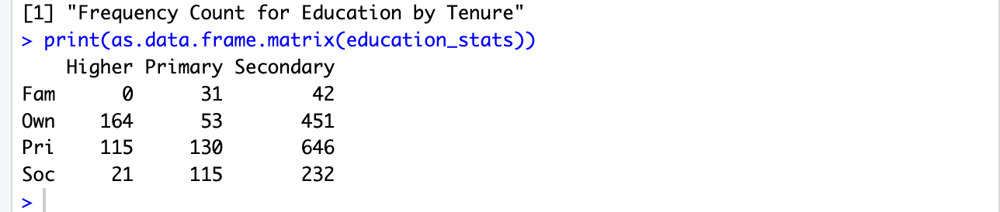 [1] "Frequency Count for Education by Tenure"
> print(as.data.frame.matrix(education_stats))
    Higher Primary Secondary
Fam      0      31        42
Own    164      53       451
Pri    115     130       646
Soc     21     115       232
>